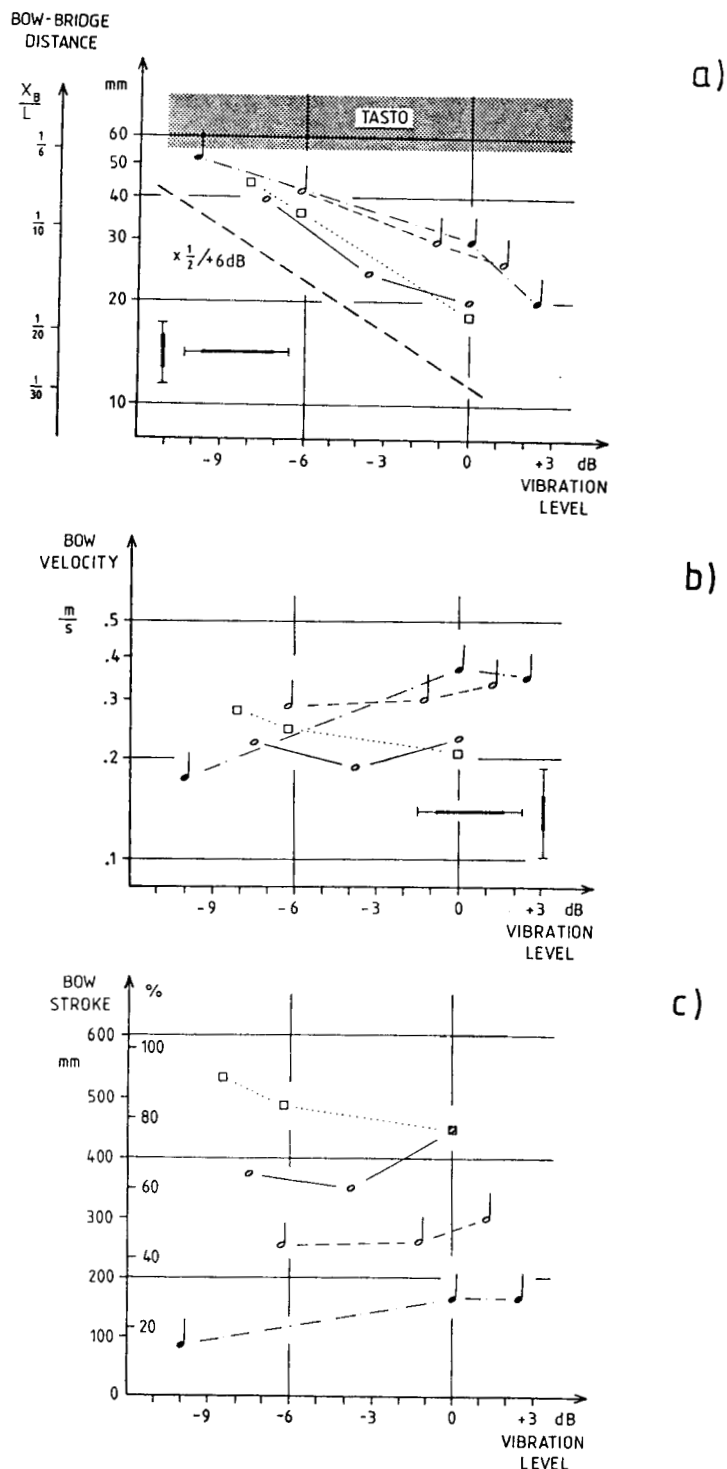 BOW-BRIDGE
DISTANCE
a)
X_B/L
mm
TASTO
1/6
60
50
40
1/10
30
x 1/2/+6dB
20
1/20
1/30
10
-9 -6 -3 0 +3 dB
VIBRATION
LEVEL
BOW
VELOCITY
b)
m/s
.5
.4
.3
.2
.1
-9 -6 -3 0 +3 dB
VIBRATION
LEVEL
BOW
STROKE
%
c)
600
100
mm
500
80
400
60
300
40
200
20
100
0
-9 -6 -3 0 +3 dB
VIBRATION
LEVEL